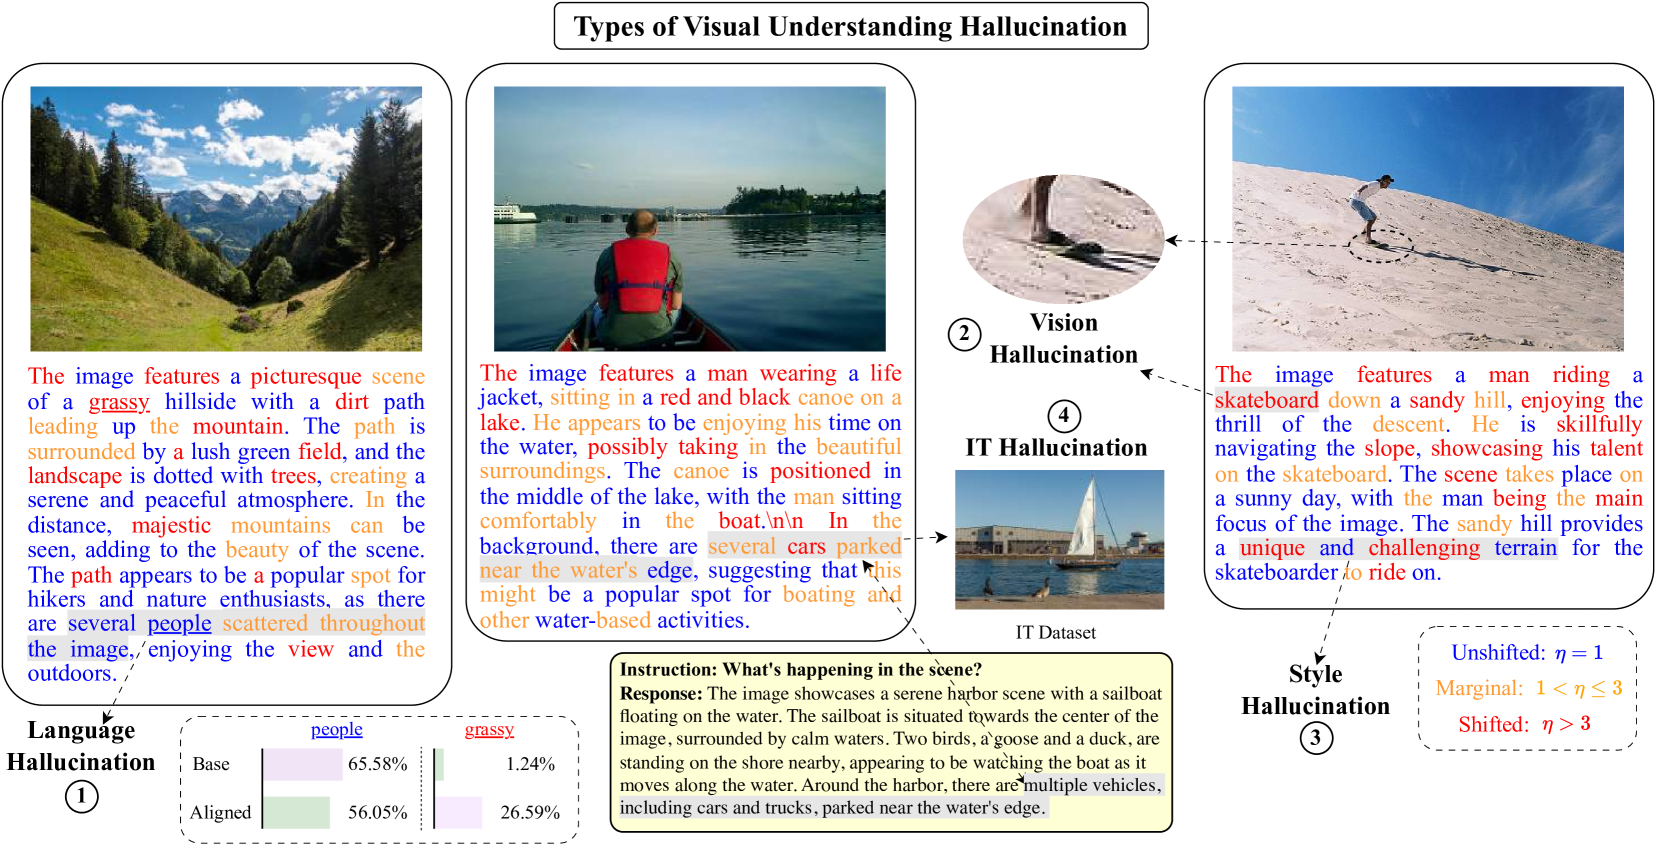 Types of Visual Understanding Hallucination
The image features a picturesque scene
of a grassy hillside with a dirt path
leading up the mountain. The path is
surrounded by a lush green field, and the
landscape is dotted with trees, creating a
serene and peaceful atmosphere. In the
distance, majestic mountains can be
seen, adding to the beauty of the scene.
The path appears to be a popular spot for
hikers and nature enthusiasts, as there
are several people scattered throughout
the image, enjoying the view and the
outdoors.
Language
Hallucination
1
people grassy
Base 65.58% 1.24%
Aligned 56.05% 26.59%
The image features a man wearing a life
jacket, sitting in a red and black canoe on a
lake. He appears to be enjoying his time on
the water, possibly taking in the beautiful
surroundings. The canoe is positioned in
the middle of the lake, with the man sitting
comfortably in the boat.\n\n In the
background, there are several cars parked
near the water's edge, suggesting that this
might be a popular spot for boating and
other water-based activities.
2
Vision
Hallucination
4
IT Hallucination
IT Dataset
Instruction: What's happening in the scene?
Response: The image showcases a serene harbor scene with a sailboat
floating on the water. The sailboat is situated towards the center of the
image, surrounded by calm waters. Two birds, a goose and a duck, are
standing on the shore nearby, appearing to be watching the boat as it
moves along the water. Around the harbor, there are multiple vehicles,
including cars and trucks, parked near the water's edge.
The image features a man riding a
skateboard down a sandy hill, enjoying the
thrill of the descent. He is skillfully
navigating the slope, showcasing his talent
on the skateboard. The scene takes place on
a sunny day, with the man being the main
focus of the image. The sandy hill provides
a unique and challenging terrain for the
skateboarder to ride on.
Style
Hallucination
3
Unshifted: η = 1
Marginal: 1 < η ≤ 3
Shifted: η > 3